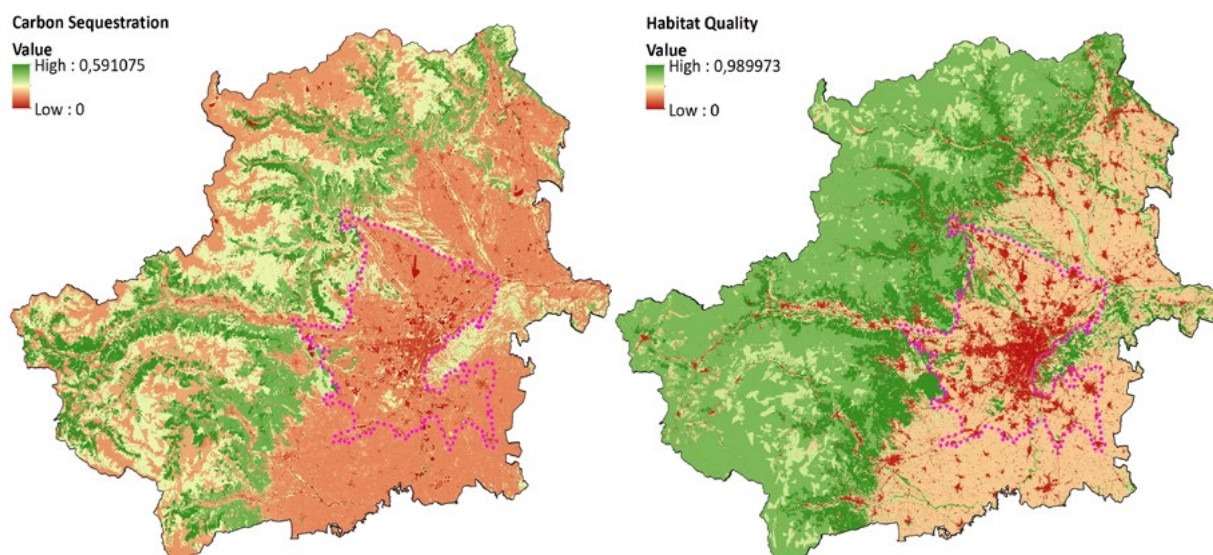 Carbon Sequestration
Value
High : 0,591075
Low : 0
Habitat Quality
Value
High : 0,989973
Low : 0